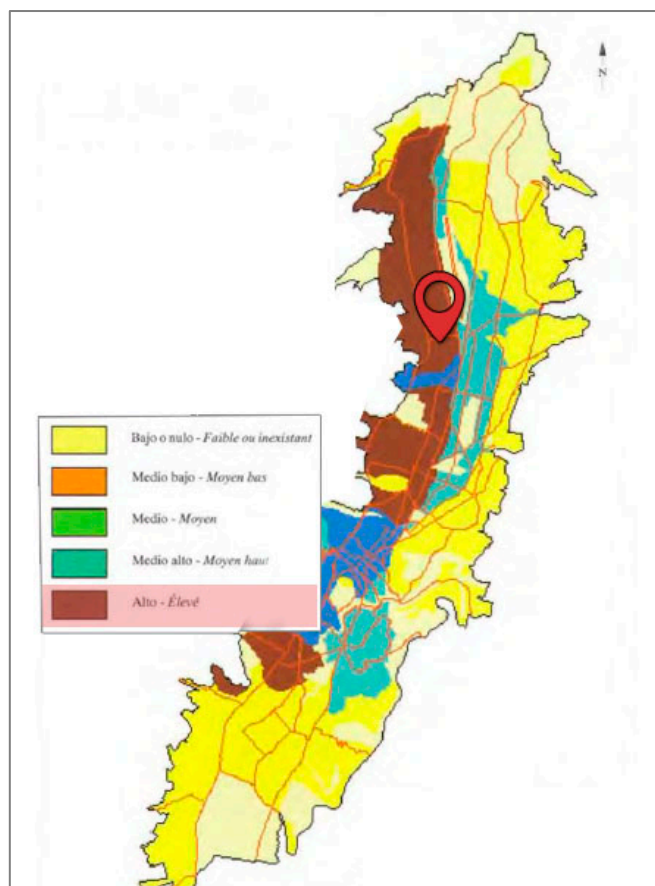 N
Bajo o nulo - Faible ou inexistant
Medio bajo - Moyen bas
Medio - Moyen
Medio alto - Moyen haut
Alto - Élevé